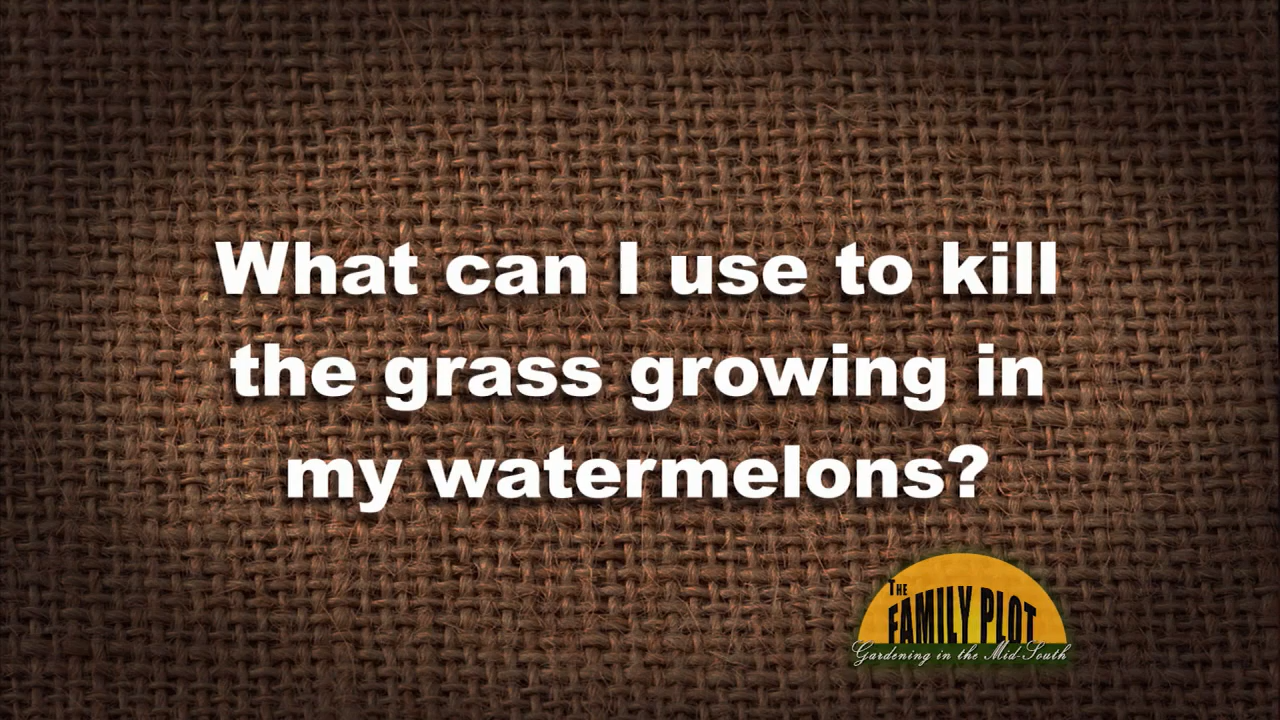 What can I use to kill
the grass growing in
my watermelons?
THE
FAMILY PLOT
Gardening in the Mid-South